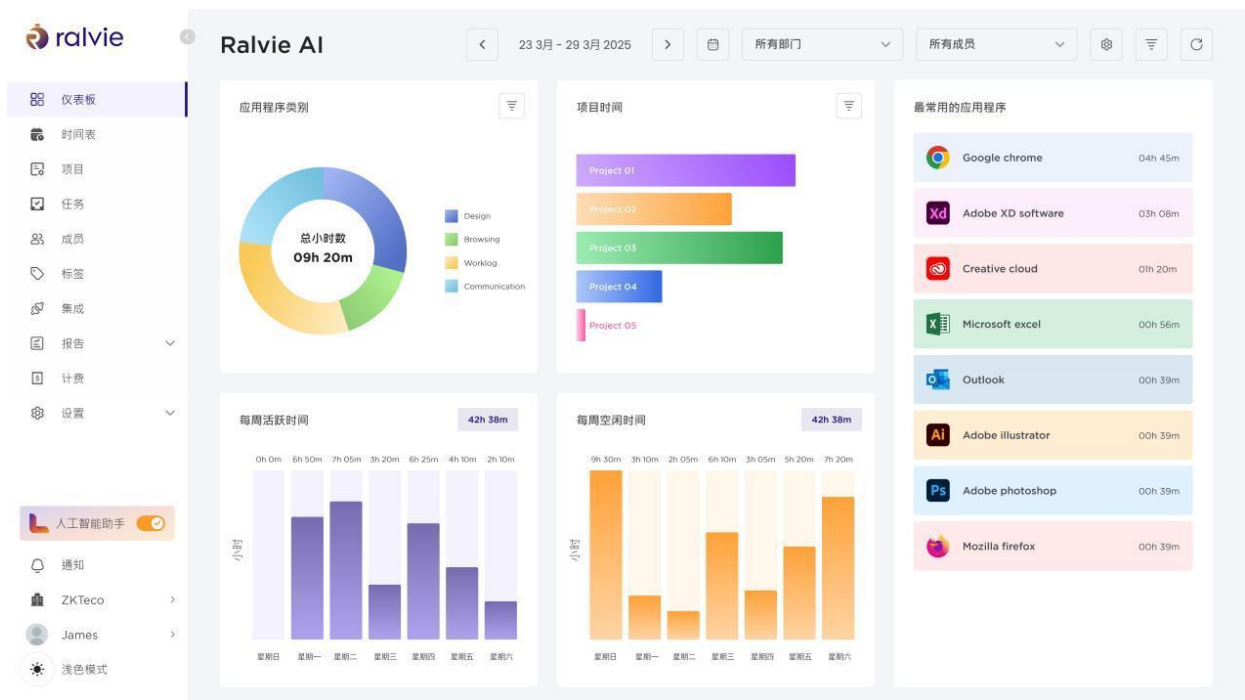 ralvie
仪表板
时间表
项目
任务
成员
标签
集成
报告
计费
设置
人工智能助手
通知
ZKTeco
James
浅色模式
Ralvie AI
23 3月 - 29 3月 2025
所有部门
所有成员
应用程序类别
总小时数
09h 20m
Design
Browsing
Worklog
Communication
项目时间
Project 01
Project 02
Project 03
Project 04
Project 05
最常用的应用程序
Google chrome 04h 45m
Xd Adobe XD software 03h 08m
Creative cloud 01h 20m
Microsoft excel 00h 56m
Outlook 00h 39m
Ai Adobe illustrator 00h 39m
Ps Adobe photoshop 00h 39m
Mozilla firefox 00h 39m
每周活跃时间 42h 38m
0h 0m 6h 50m 7h 05m 3h 20m 6h 25m 4h 10m 2h 10m
小时
星期日 星期一 星期二 星期三 星期四 星期五 星期六
每周空闲时间 42h 38m
9h 30m 3h 10m 2h 05m 6h 10m 3h 05m 5h 20m 7h 20m
小时
星期日 星期一 星期二 星期三 星期四 星期五 星期六